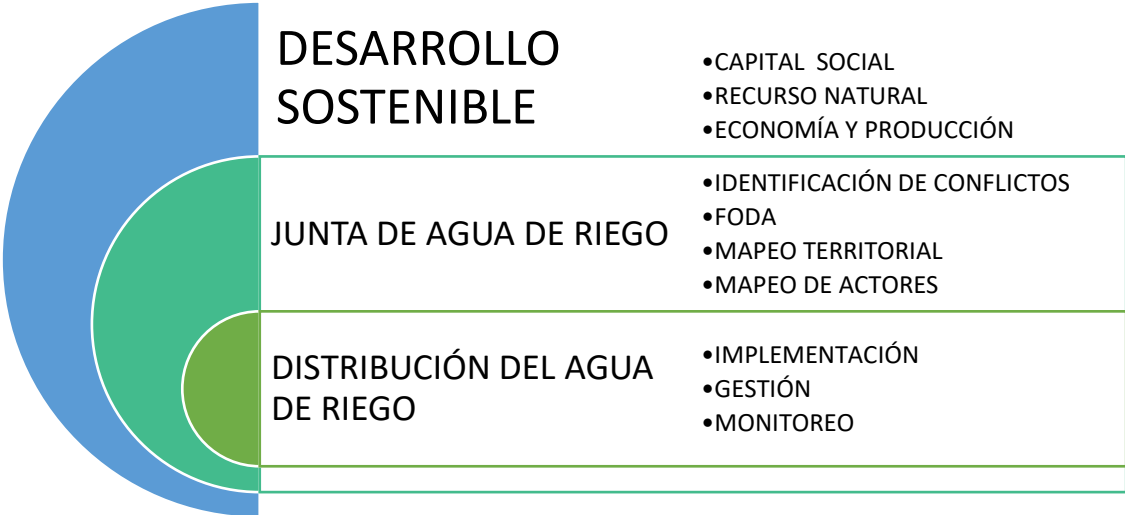 DESARROLLO
SOSTENIBLE
•CAPITAL SOCIAL
•RECURSO NATURAL
•ECONOMÍA Y PRODUCCIÓN
JUNTA DE AGUA DE RIEGO
•IDENTIFICACIÓN DE CONFLICTOS
•FODA
•MAPEO TERRITORIAL
•MAPEO DE ACTORES
DISTRIBUCIÓN DEL AGUA
DE RIEGO
•IMPLEMENTACIÓN
•GESTIÓN
•MONITOREO